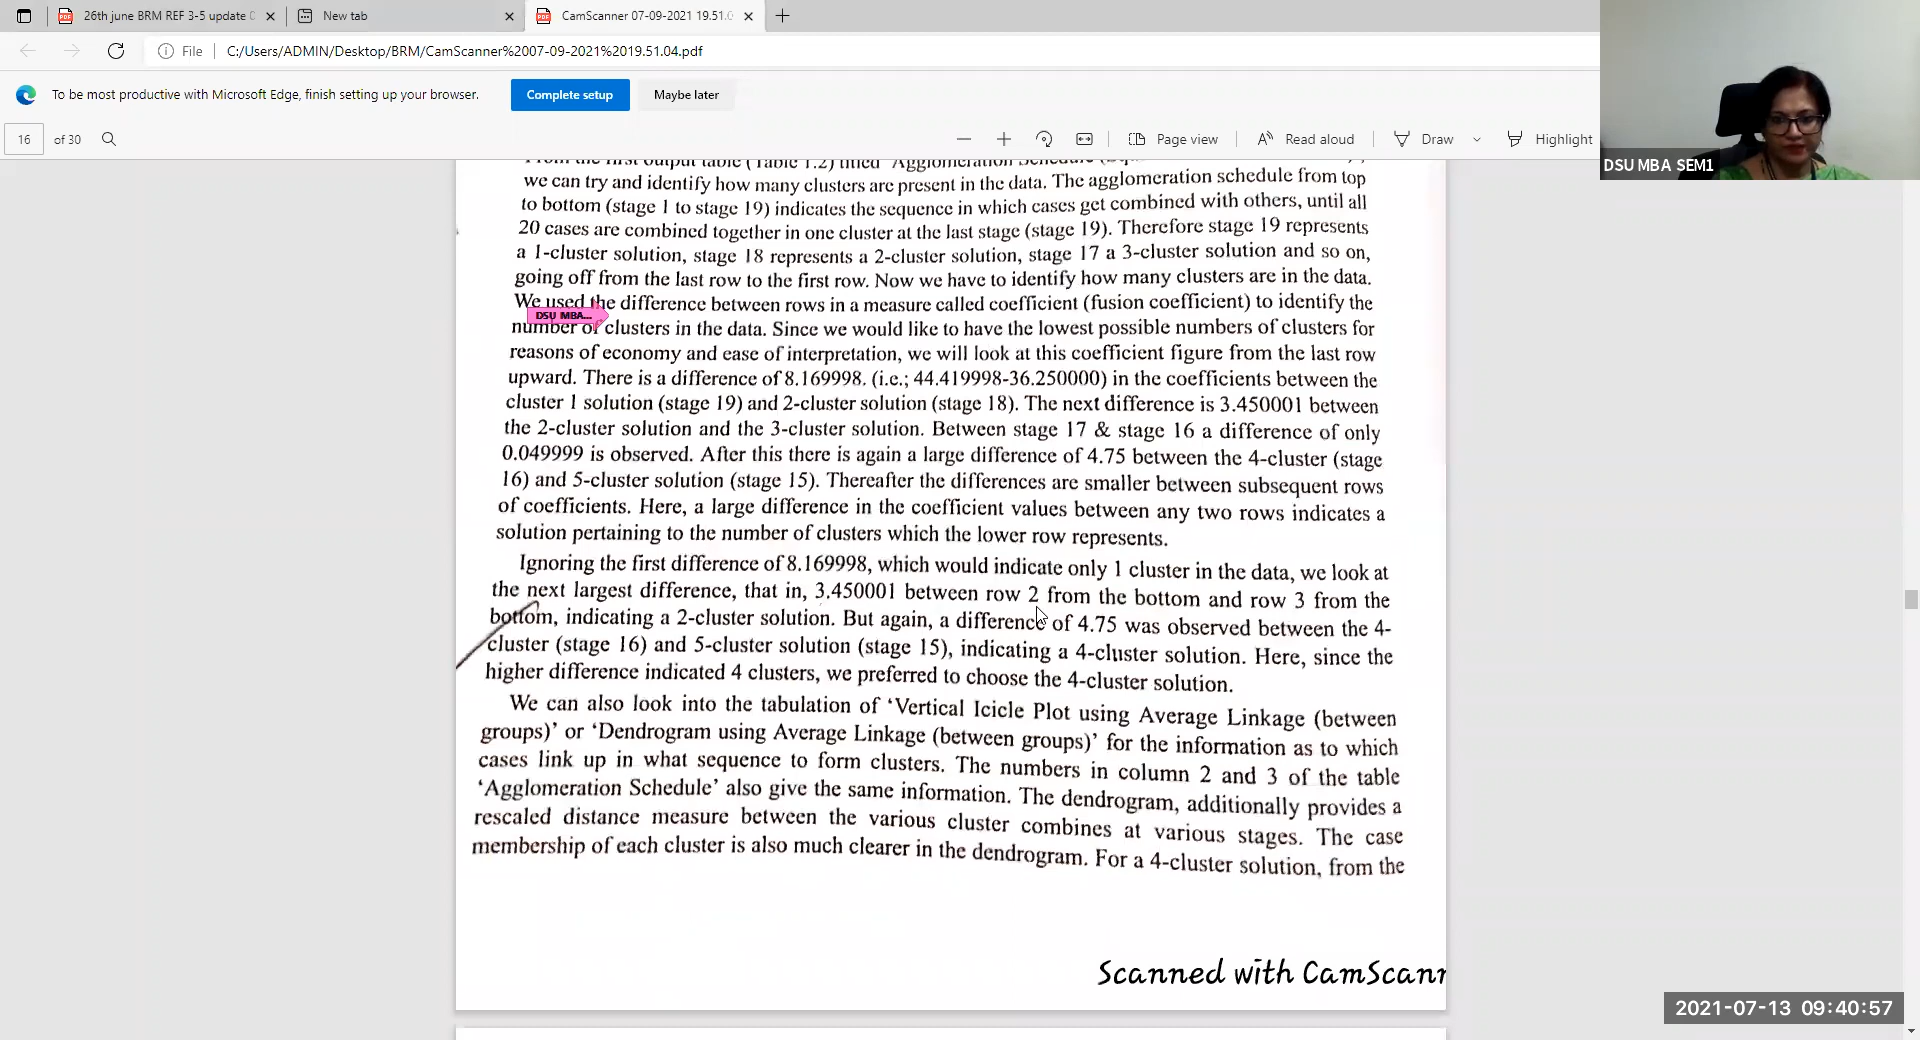 26th june BRM REF 3-5 update
New tab
CamScanner 07-09-2021 19.51.0
File
C:/Users/ADMIN/Desktop/BRM/CamScanner%2007-09-2021%2019.51.04.pdf
To be most productive with Microsoft Edge, finish setting up your browser.
Complete setup
Maybe later
16 of 30
Page view
Read aloud
Draw
Highlight
DSU MBA SEM1
From the first output table (Table 1.2) titled 'Agglomeration Schedule
we can try and identify how many clusters are present in the data. The agglomeration schedule from top
to bottom (stage 1 to stage 19) indicates the sequence in which cases get combined with others, until all
20 cases are combined together in one cluster at the last stage (stage 19). Therefore stage 19 represents
a 1-cluster solution, stage 18 represents a 2-cluster solution, stage 17 a 3-cluster solution and so on,
going off from the last row to the first row. Now we have to identify how many clusters are in the data.
We used the difference between rows in a measure called coefficient (fusion coefficient) to identify the
DSU MBA...
number of clusters in the data. Since we would like to have the lowest possible numbers of clusters for
reasons of economy and ease of interpretation, we will look at this coefficient figure from the last row
upward. There is a difference of 8.169998. (i.e.; 44.419998-36.250000) in the coefficients between the
cluster 1 solution (stage 19) and 2-cluster solution (stage 18). The next difference is 3.450001 between
the 2-cluster solution and the 3-cluster solution. Between stage 17 & stage 16 a difference of only
0.049999 is observed. After this there is again a large difference of 4.75 between the 4-cluster (stage
16) and 5-cluster solution (stage 15). Thereafter the differences are smaller between subsequent rows
of coefficients. Here, a large difference in the coefficient values between any two rows indicates a
solution pertaining to the number of clusters which the lower row represents.
Ignoring the first difference of 8.169998, which would indicate only 1 cluster in the data, we look at
the next largest difference, that in, 3.450001 between row 2 from the bottom and row 3 from the
bottom, indicating a 2-cluster solution. But again, a difference of 4.75 was observed between the 4-
cluster (stage 16) and 5-cluster solution (stage 15), indicating a 4-cluster solution. Here, since the
higher difference indicated 4 clusters, we preferred to choose the 4-cluster solution.
We can also look into the tabulation of 'Vertical Icicle Plot using Average Linkage (between
groups)' or 'Dendrogram using Average Linkage (between groups)' for the information as to which
cases link up in what sequence to form clusters. The numbers in column 2 and 3 of the table
'Agglomeration Schedule' also give the same information. The dendrogram, additionally provides a
rescaled distance measure between the various cluster combines at various stages. The case
membership of each cluster is also much clearer in the dendrogram. For a 4-cluster solution, from the
Scanned with CamScann
2021-07-13 09:40:57